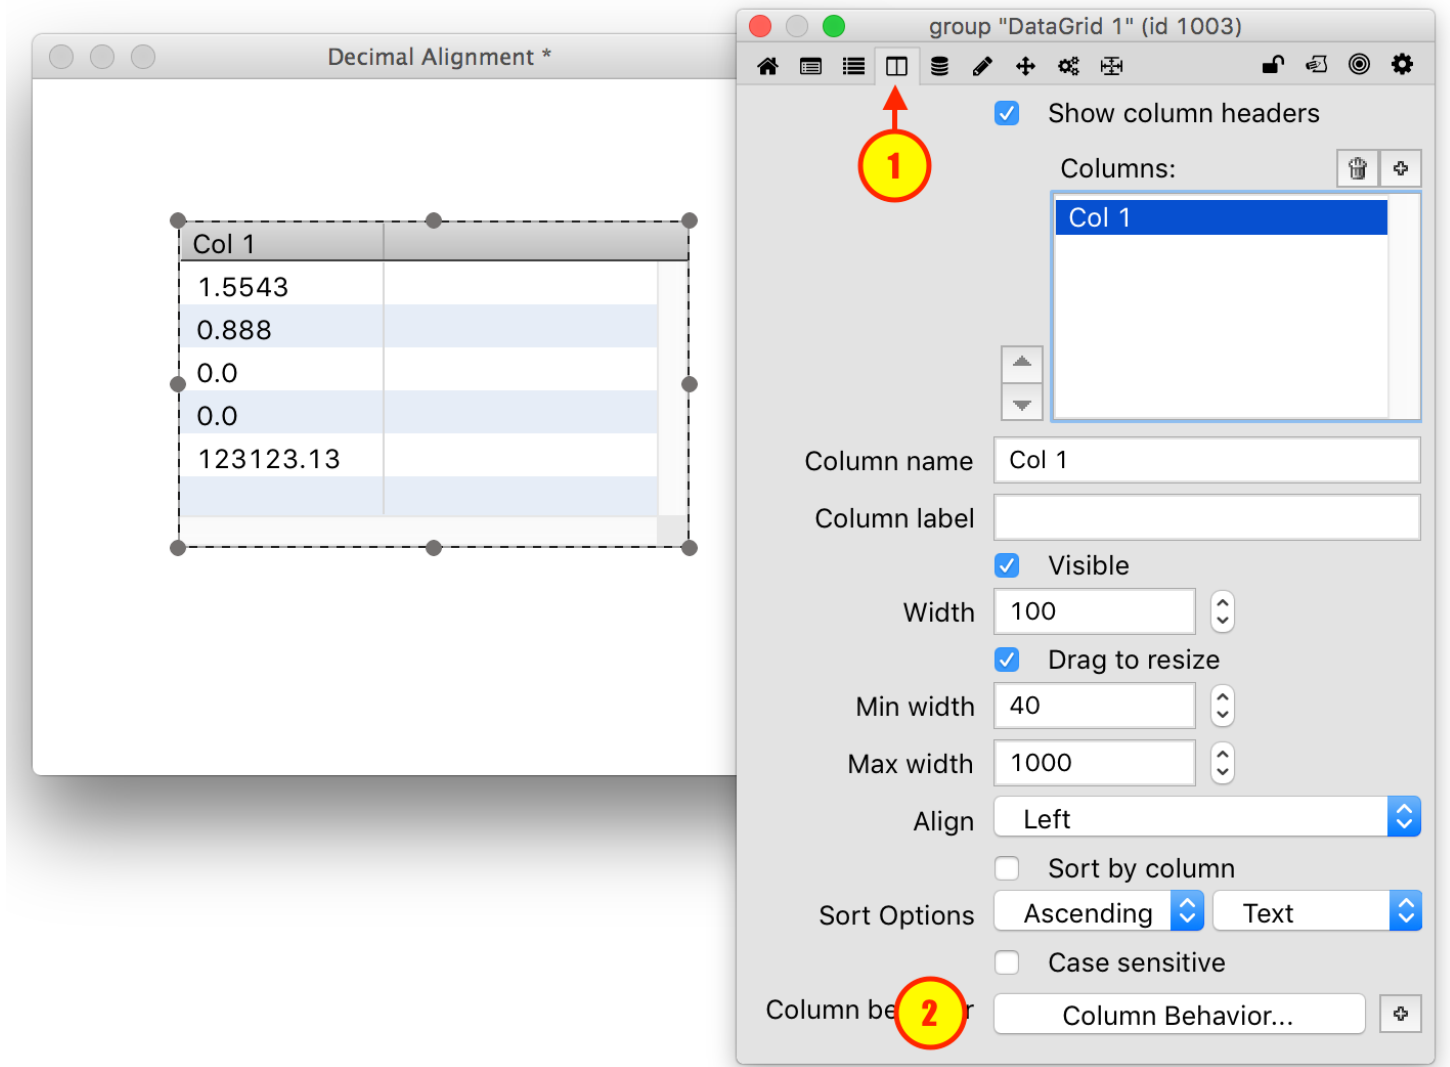 Decimal Alignment *
Col 1
1.5543
0.888
0.0
0.0
123123.13
group "DataGrid 1" (id 1003)
1
Show column headers
Columns:
Col 1
Column name Col 1
Column label
Visible
Width 100
Drag to resize
Min width 40
Max width 1000
Align Left
Sort by column
Sort Options Ascending Text
Case sensitive
Column be 2 r Column Behavior...